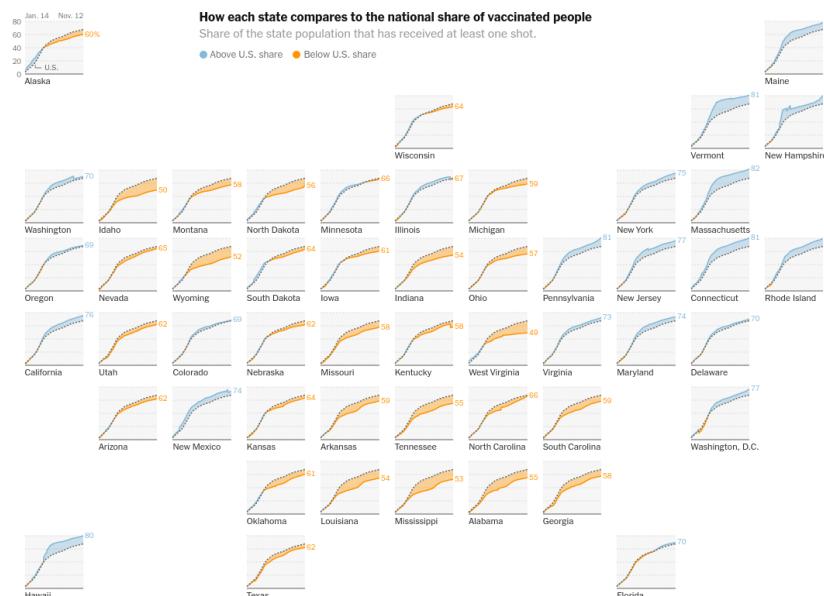 Jan. 14 Nov. 12
How each state compares to the national share of vaccinated people
Share of the state population that has received at least one shot.
Above U.S. share Below U.S. share
80
60
40
20
0
60%
U.S.
Alaska
Maine
64
Wisconsin
81
Vermont
New Hampshire
70
Washington
50
Idaho
58
Montana
56
North Dakota
66
Minnesota
67
Illinois
59
Michigan
75
New York
82
Massachusetts
69
Oregon
65
Nevada
52
Wyoming
64
South Dakota
61
Iowa
54
Indiana
57
Ohio
81
Pennsylvania
77
New Jersey
81
Connecticut
Rhode Island
76
California
62
Utah
69
Colorado
62
Nebraska
58
Missouri
58
Kentucky
49
West Virginia
73
Virginia
74
Maryland
70
Delaware
62
Arizona
74
New Mexico
64
Kansas
59
Arkansas
55
Tennessee
66
North Carolina
59
South Carolina
77
Washington, D.C.
61
Oklahoma
54
Louisiana
53
Mississippi
55
Alabama
58
Georgia
80
Hawaii
62
Texas
70
Florida